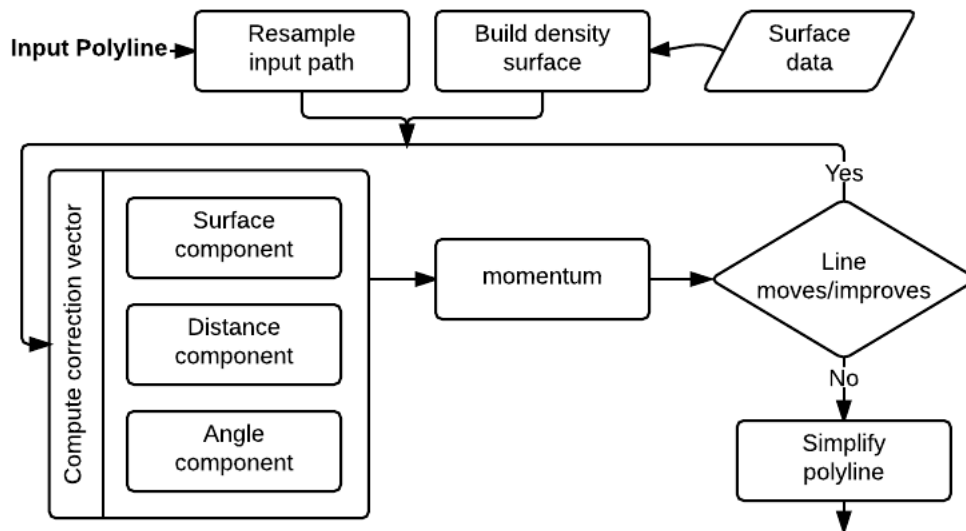 Input Polyline
Resample
input path
Build density
surface
Surface
data
Compute correction vector
Surface
component
Distance
component
Angle
component
momentum
Yes
Line
moves/improves
No
Simplify
polyline